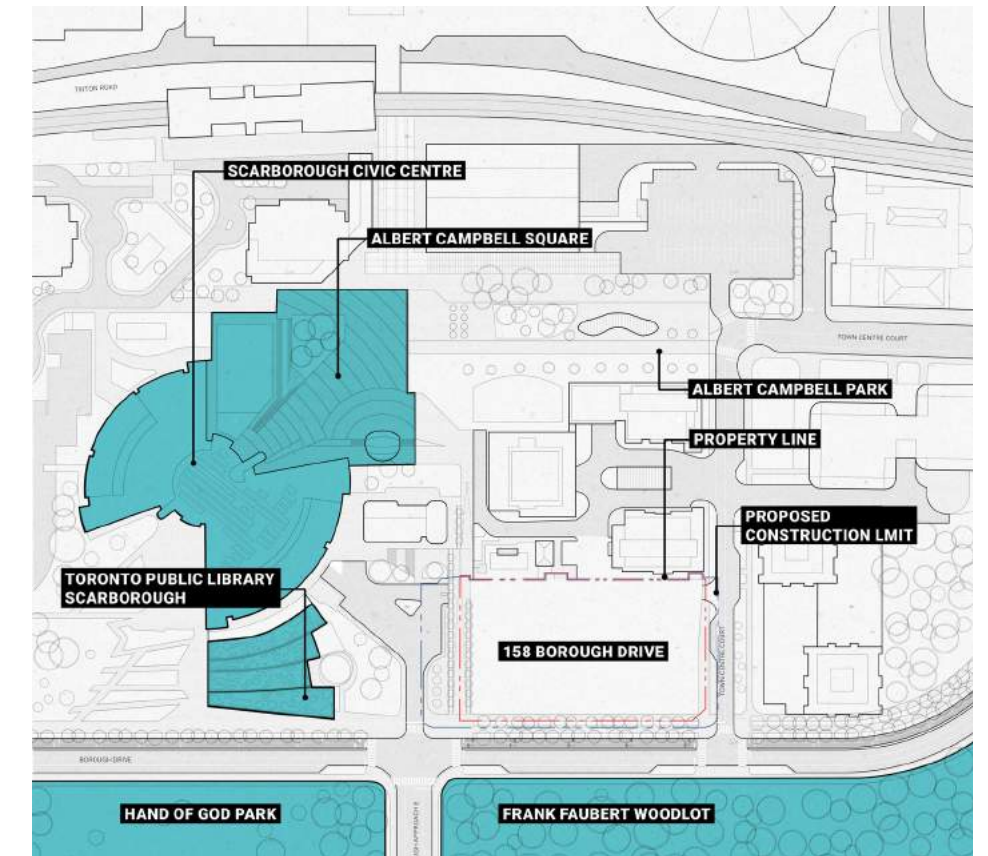 TRITON ROAD
SCARBOROUGH CIVIC CENTRE
ALBERT CAMPBELL SQUARE
TOWN CENTRE COURT
ALBERT CAMPBELL PARK
PROPERTY LINE
PROPOSED
CONSTRUCTION LMIT
TORONTO PUBLIC LIBRARY
SCARBOROUGH
158 BOROUGH DRIVE
TOWN CENTRE COURT
BOROUGH DRIVE
HAND OF GOD PARK
FRANK FAUBERT WOODLOT